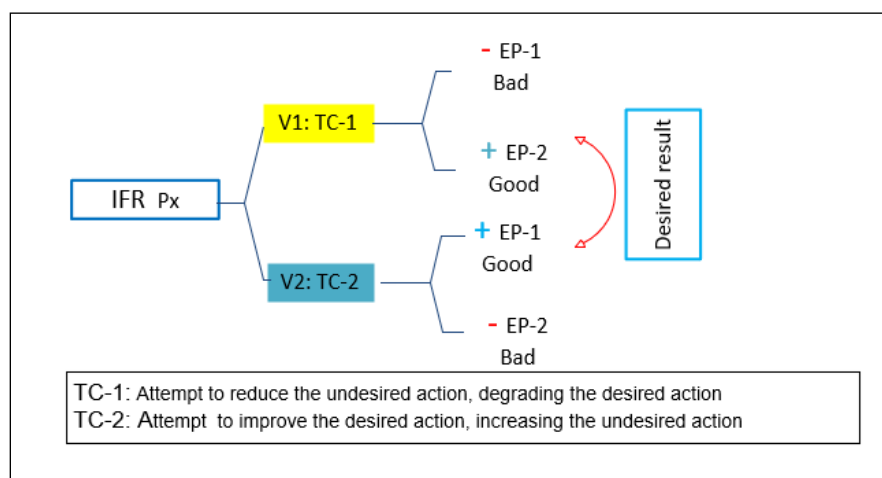 - EP-1
Bad
V1: TC-1
+ EP-2
Good
IFR Px
+ EP-1
Good
V2: TC-2
- EP-2
Bad
Desired result
TC-1: Attempt to reduce the undesired action, degrading the desired action
TC-2: Attempt to improve the desired action, increasing the undesired action